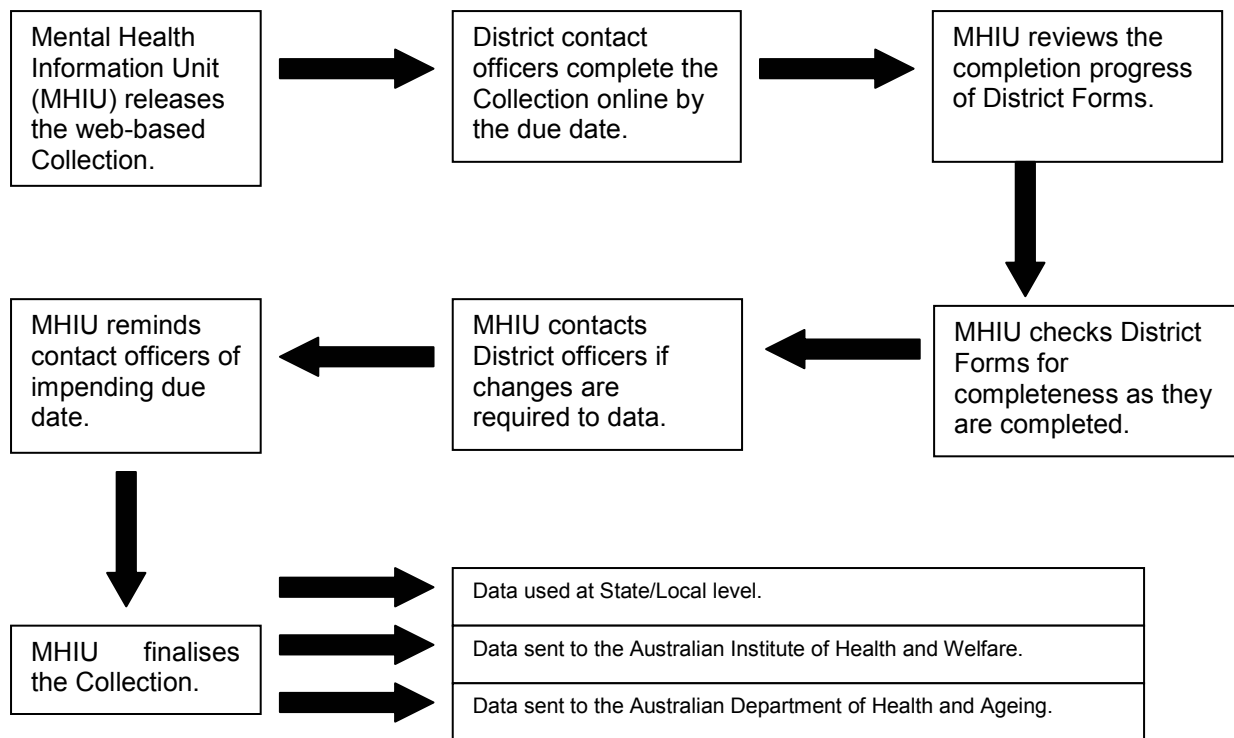 Mental Health
Information Unit
(MHIU) releases
the web-based
Collection.
District contact
officers complete the
Collection online by
the due date.
MHIU reviews the
completion progress
of District Forms.
MHIU checks District
Forms for
completeness as they
are completed.
MHIU contacts
District officers if
changes are
required to data.
MHIU reminds
contact officers of
impending due
date.
MHIU finalises
the Collection.
Data used at State/Local level.
Data sent to the Australian Institute of Health and Welfare.
Data sent to the Australian Department of Health and Ageing.